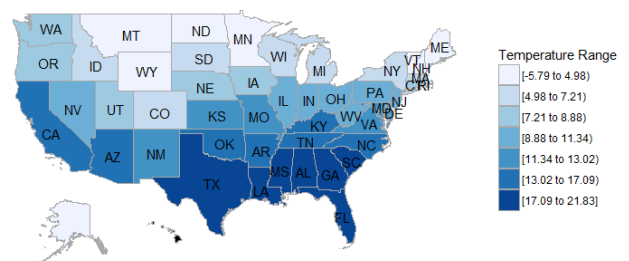 WA
MT
ND
MN
VT
ME
OR
ID
SD
WI
MI
NY
NH
MA
WY
NE
IA
CT
RI
NV
UT
CO
IL
IN
OH
PA
NJ
CA
KS
MO
KY
WV
VA
MD
DE
AZ
NM
OK
AR
TN
NC
TX
LA
MS
AL
GA
SC
FL
Temperature Range
[-5.79 to 4.98)
[4.98 to 7.21)
[7.21 to 8.88)
[8.88 to 11.34)
[11.34 to 13.02)
[13.02 to 17.09)
[17.09 to 21.83]